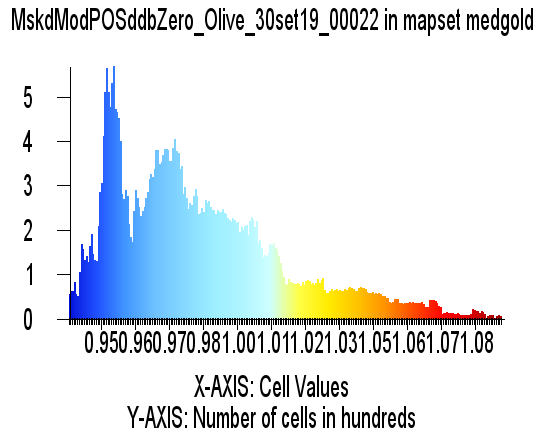 MskdModPOSddbZero_Olive_30set19_00022 in mapset medgold
5
4
3
2
1
0
0.950.960.970.981.001.011.021.031.051.061.071.08
X-AXIS: Cell Values
Y-AXIS: Number of cells in hundreds